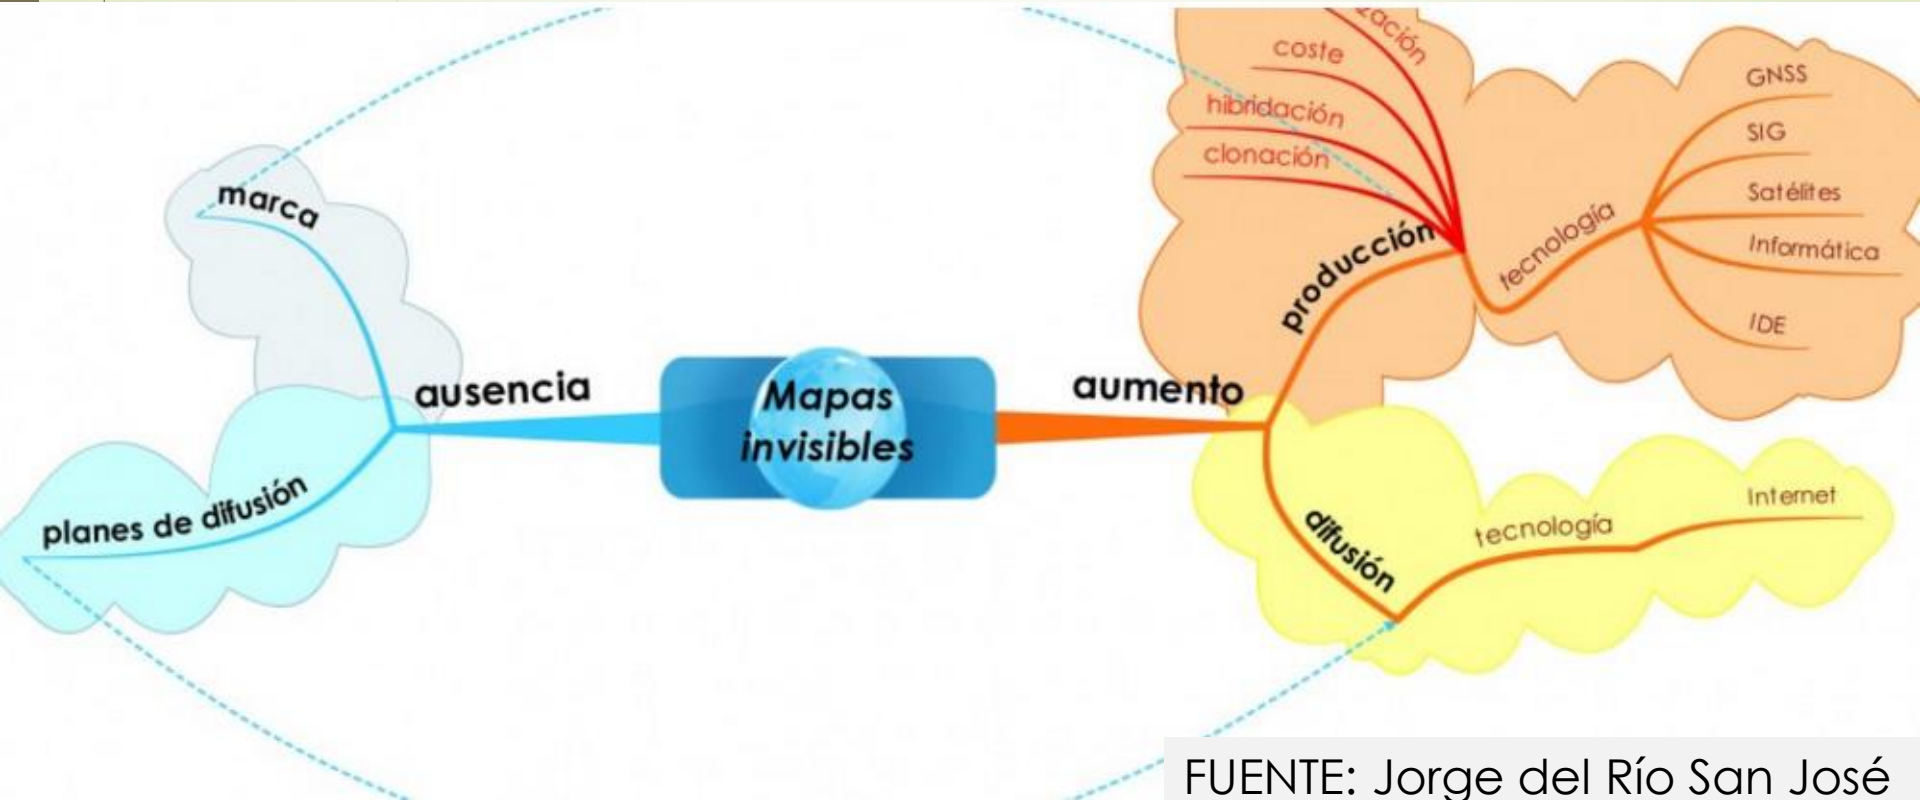 marca
planes de difusión
ausencia
Mapas
invisibles
aumento
producción
coste
hibridación
clonación
tecnología
GNSS
SIG
Satélites
Informática
IDE
difusión
tecnología
Internet
FUENTE: Jorge del Río San José